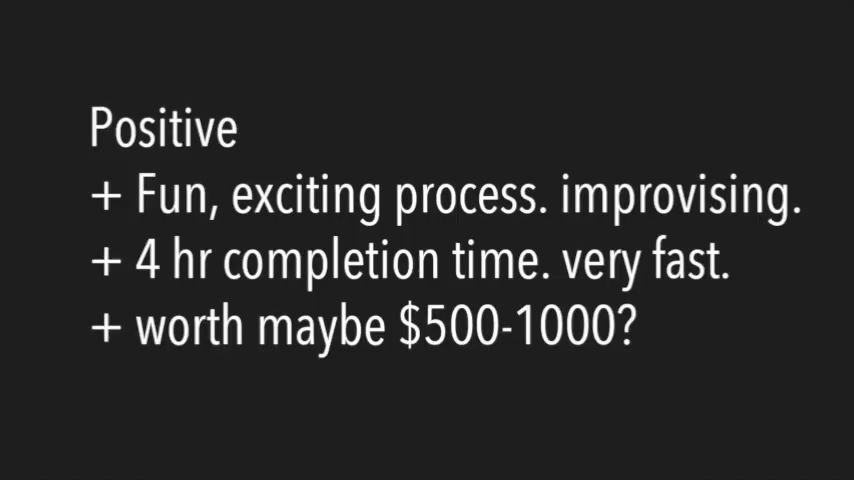 Positive
+ Fun, exciting process. improvising.
+ 4 hr completion time. very fast.
+ worth maybe $500-1000?